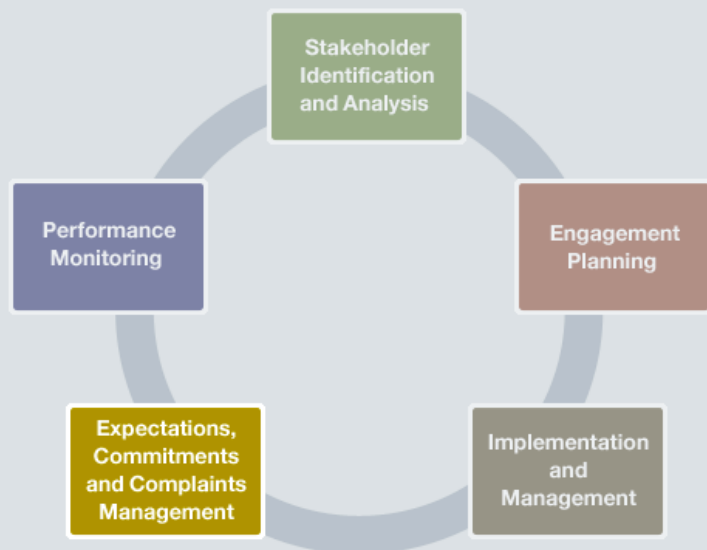 Stakeholder
Identification
and Analysis
Engagement
Planning
Implementation
and
Management
Expectations,
Commitments
and Complaints
Management
Performance
Monitoring